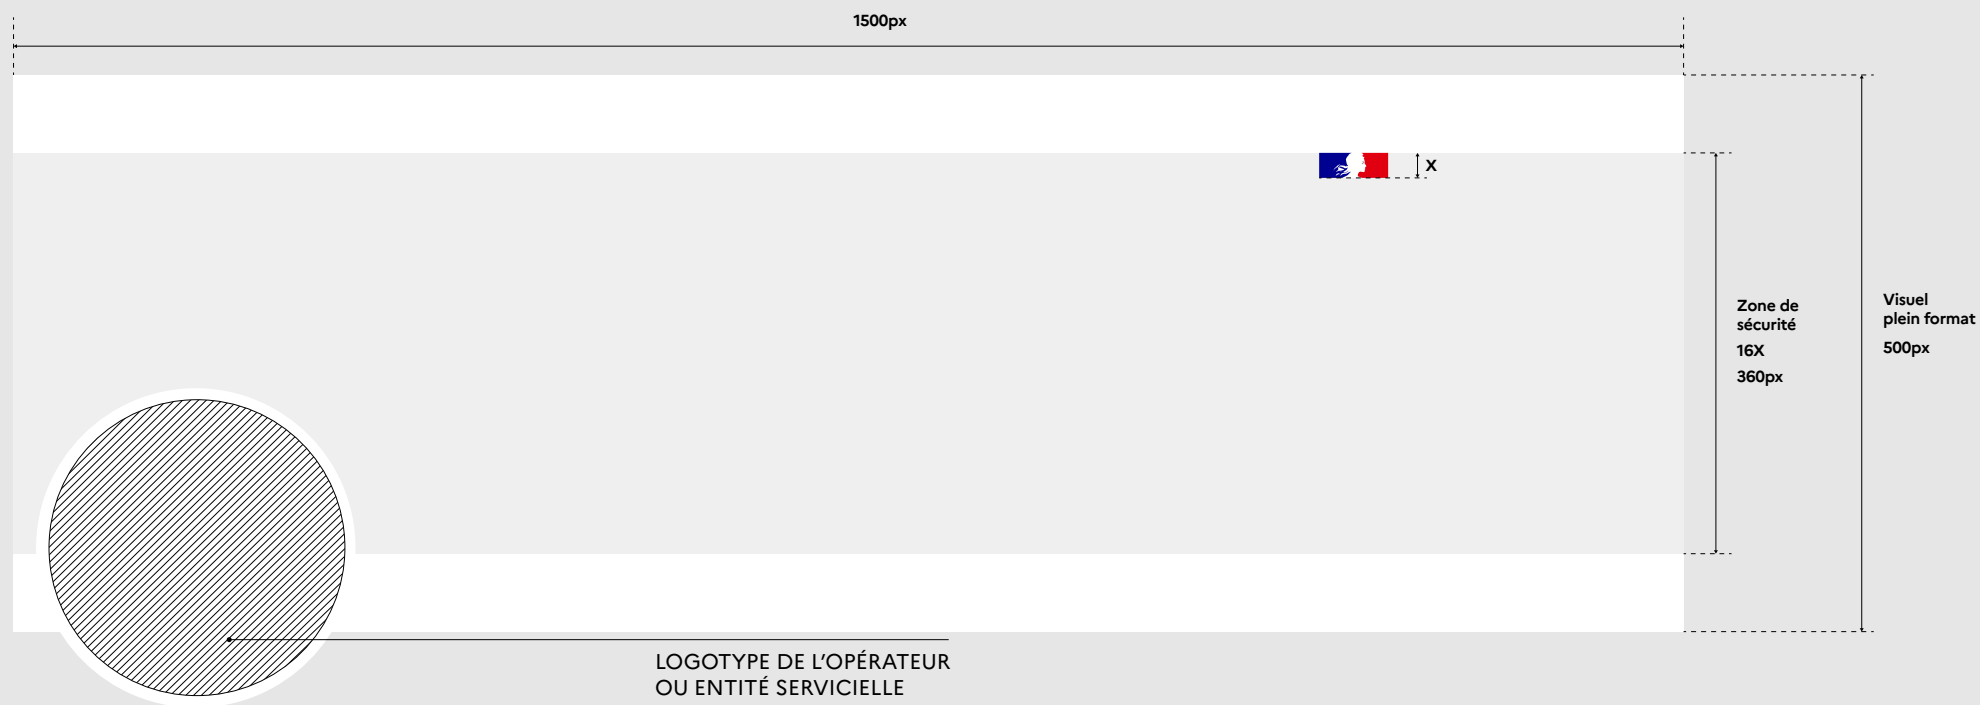 1500px
X
Zone de
sécurité
16X
360px
Visuel
plein format
500px
LOGOTYPE DE L’OPÉRATEUR
OU ENTITÉ SERVICIELLE